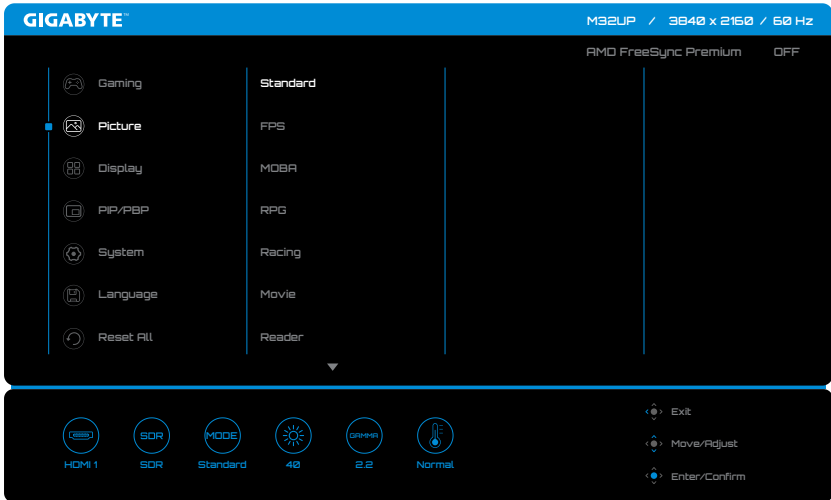 GIGABYTE™
M32UP / 3840 x 2160 / 60 Hz
AMD FreeSync Premium OFF
Gaming
Picture
Display
PIP/PBP
System
Language
Reset All
Standard
FPS
MOBA
RPG
Racing
Movie
Reader
SDR
MODE
GAMMA
HDMI 1
SDR
Standard
40
2.2
Normal
Exit
Move/Adjust
Enter/Confirm